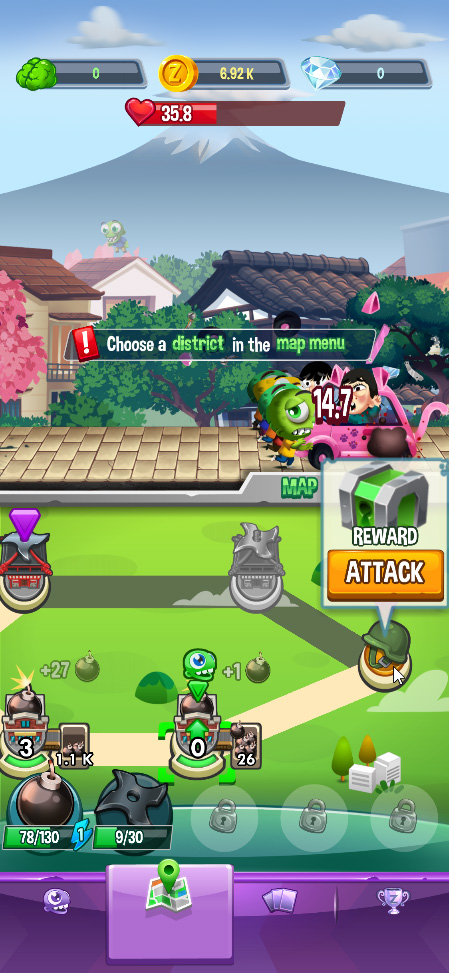 0
6.92 K
0
35.8
Choose a district in the map menu
14.7
MAP
REWARD
ATTACK
+27
+1
3
1.1 K
0
26
78/130
1
9/30